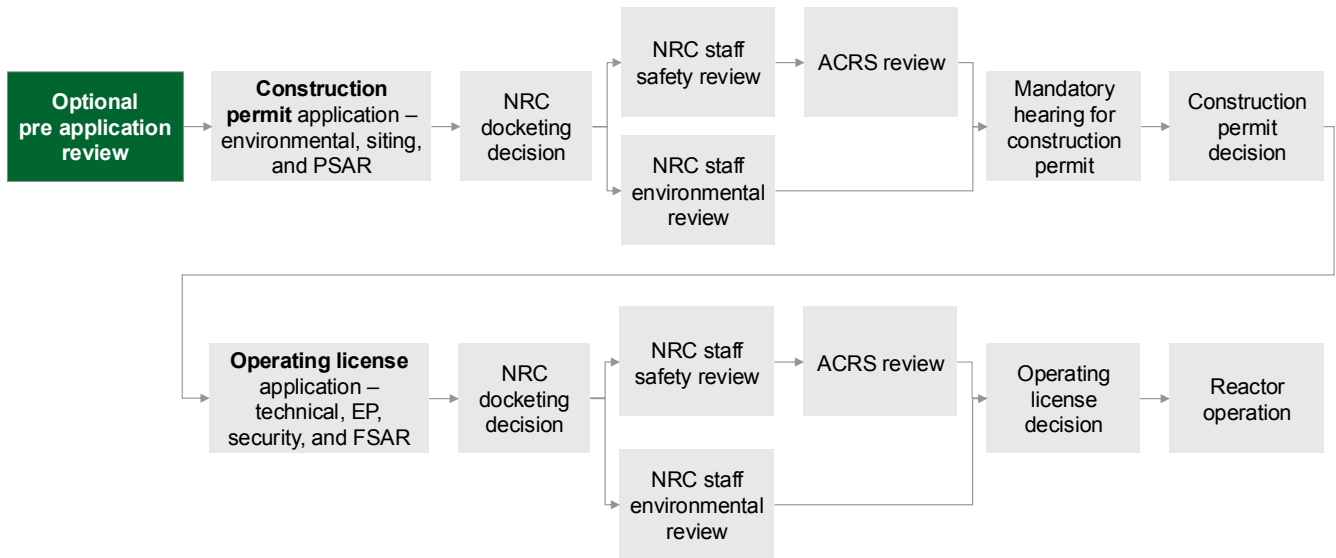 Optional
pre application
review
Construction
permit application –
environmental, siting,
and PSAR
NRC
docketing
decision
NRC staff
safety review
ACRS review
NRC staff
environmental
review
Mandatory
hearing for
construction
permit
Construction
permit
decision
Operating license
application –
technical, EP,
security, and FSAR
NRC
docketing
decision
NRC staff
safety review
ACRS review
NRC staff
environmental
review
Operating
license
decision
Reactor
operation